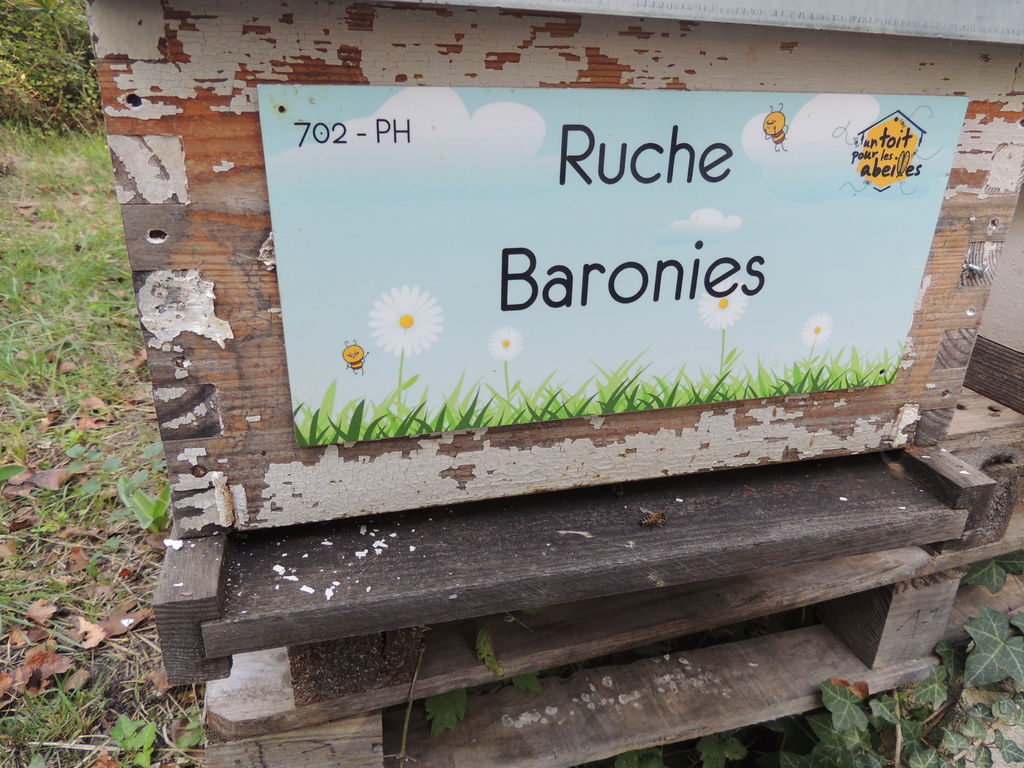 702 - PH
Ruche
Baronies
un toit
pour les
abeilles